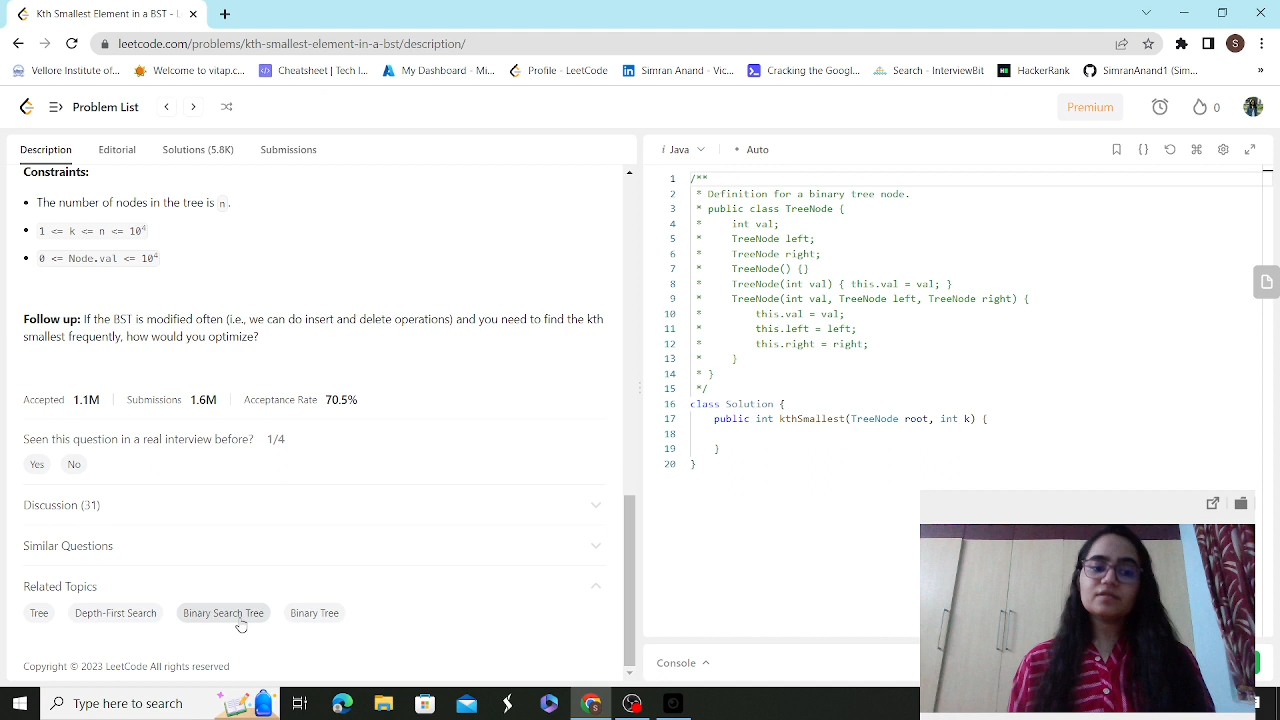 Kth Smallest Element in a BST - L
leetcode.com/problems/kth-smallest-element-in-a-bst/description/
Vellore Institute of...
Welcome to vtap.c...
Codechef | Tech I...
My Dashboard - Mi...
Profile - LeetCode
Simran Anand - Vic...
Cracking the Googl...
Search - InterviewBit
HackerRank
SimranAnand1 (Sim...
Problem List
Premium
0
Description
Editorial
Solutions (5.8K)
Submissions
i Java
Auto
Constraints:
The number of nodes in the tree is n.
1 <= k <= n <= 10⁴
0 <= Node.val <= 10⁴
Follow up: If the BST is modified often (i.e., we can do insert and delete operations) and you need to find the kth
smallest frequently, how would you optimize?
Accepted 1.1M
Submissions 1.6M
Acceptance Rate 70.5%
Seen this question in a real interview before? 1/4
Yes
No
Discussion (31)
Similar Questions
Related Topics
Tree
Depth-First Search
Binary Search Tree
Binary Tree
Copyright © 2023 LeetCode All rights reserved
1 /**
2 * Definition for a binary tree node.
3 * public class TreeNode {
4 * int val;
5 * TreeNode left;
6 * TreeNode right;
7 * TreeNode() {}
8 * TreeNode(int val) { this.val = val; }
9 * TreeNode(int val, TreeNode left, TreeNode right) {
10 * this.val = val;
11 * this.left = left;
12 * this.right = right;
13 * }
14 * }
15 */
16 class Solution {
17 public int kthSmallest(TreeNode root, int k) {
18
19 }
20 }
Console
Type here to search